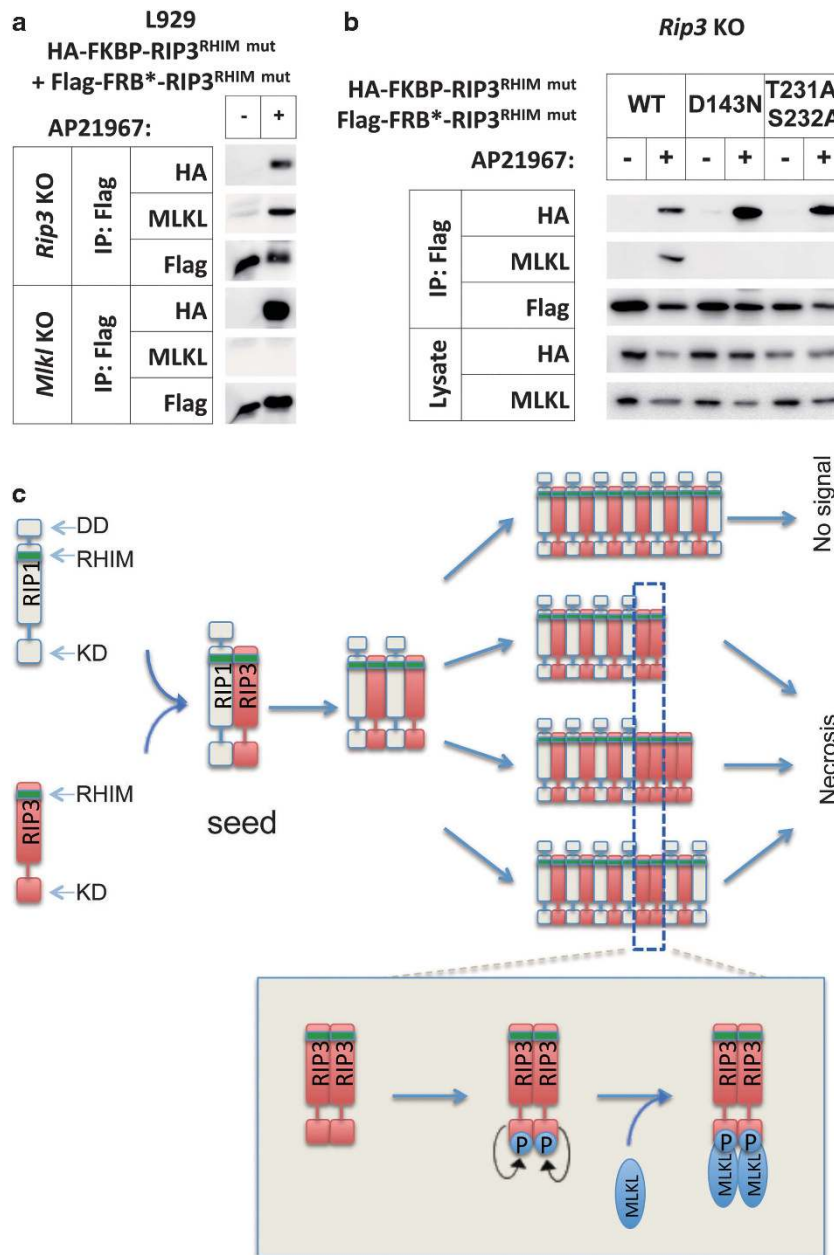 a
L929
HA-FKBP-RIP3RHIM mut
+ Flag-FRB*-RIP3RHIM mut
AP21967: - +
Rip3 KO
IP: Flag
HA
MLKL
Flag
Mlkl KO
IP: Flag
HA
MLKL
Flag
b
Rip3 KO
HA-FKBP-RIP3RHIM mut
Flag-FRB*-RIP3RHIM mut
WT D143N T231A
S232A
AP21967: - + - + - +
IP: Flag
HA
MLKL
Flag
Lysate
HA
MLKL
c
DD
RHIM
RIP1
KD
RHIM
RIP3
KD
RIP1 RIP3
seed
No signal
Necrosis
RIP3 RIP3
RIP3 RIP3
P P
MLKL
RIP3 RIP3
P P
MLKL MLKL